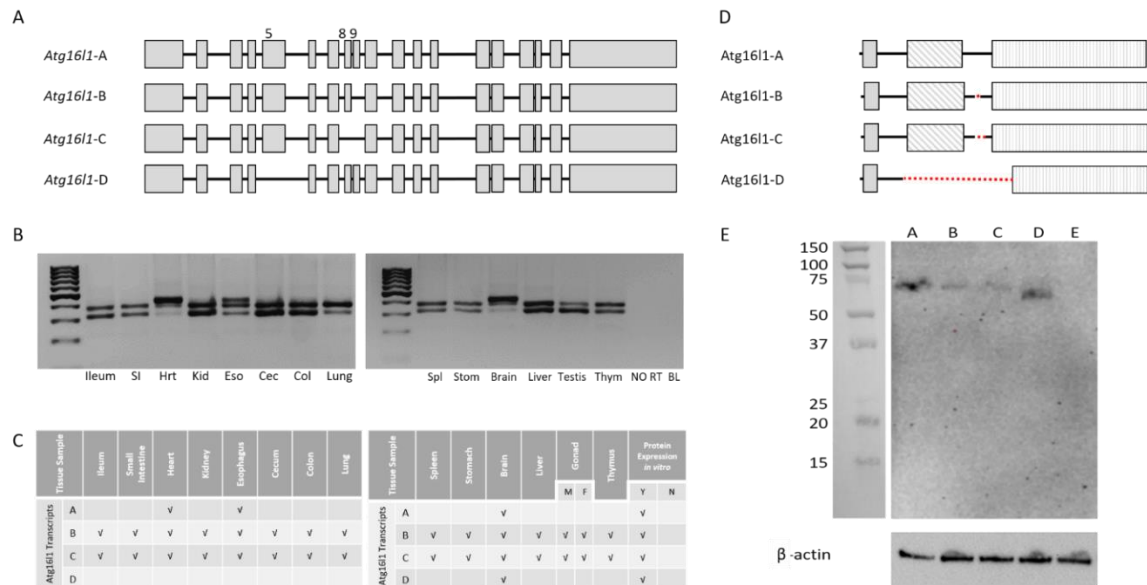 A
5 8 9
Atg16l1-A
Atg16l1-B
Atg16l1-C
Atg16l1-D
B
Ileum SI Hrt Kid Eso Cec Col Lung
Spl Stom Brain Liver Testis Thym NO RT BL
C
Tissue Sample Ileum Small Intestine Heart Kidney Esophagus Cecum Colon Lung
Atg16l1 Transcripts
A √ √
B √ √ √ √ √ √ √ √
C √ √ √ √ √ √ √ √
D
Tissue Sample Spleen Stomach Brain Liver Gonad Thymus Protein Expression in vitro
M F Y N
Atg16l1 Transcripts
A √ √
B √ √ √ √ √ √ √ √
C √ √ √ √ √ √ √ √
D √ √
D
Atg16l1-A
Atg16l1-B
Atg16l1-C
Atg16l1-D
E
A B C D E
150
100
75
50
37
25
20
15
β-actin